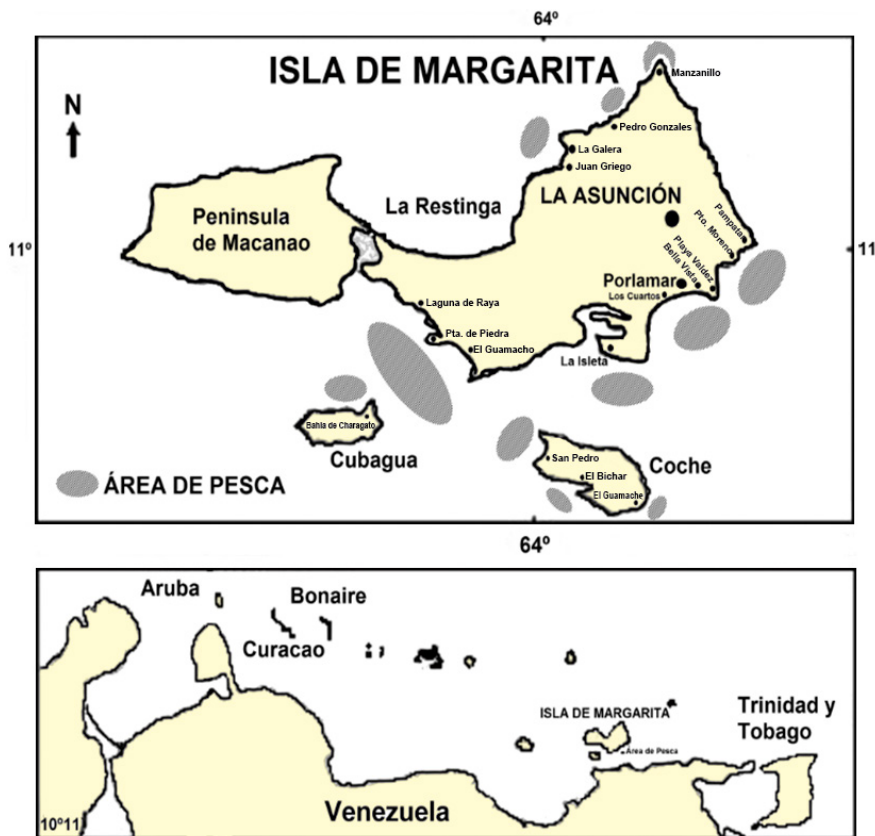 64º
ISLA DE MARGARITA
N
Manzanillo
Pedro Gonzales
La Galera
Juan Griego
La Restinga
LA ASUNCIÓN
Peninsula
de Macanao
Pampata
Pto. Moreno
Playa Valdez
Bella Vista
11º
11
Porlamar
Los Cuartos
Laguna de Raya
Pta. de Piedra
El Guamacho
La Isleta
Bahia de Charagato
Cubagua
San Pedro
Coche
El Bichar
El Guamache
ÁREA DE PESCA
64º
Aruba
Bonaire
Curacao
ISLA DE MARGARITA
Trinidad y
Tobago
Área de Pesca
Venezuela
10º11